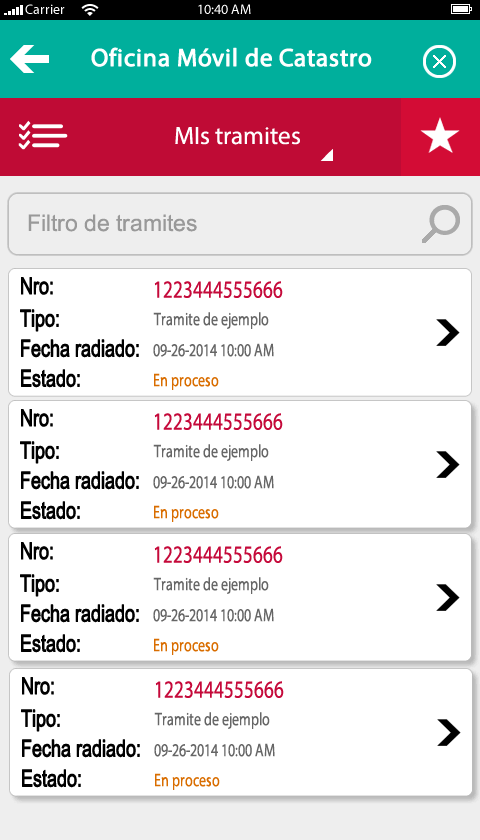 Carrier 10:40 AM
Oficina Móvil de Catastro
MIs tramites
Filtro de tramites
Nro: 1223444555666
Tipo: Tramite de ejemplo
Fecha radiado: 09-26-2014 10:00 AM
Estado: En proceso
Nro: 1223444555666
Tipo: Tramite de ejemplo
Fecha radiado: 09-26-2014 10:00 AM
Estado: En proceso
Nro: 1223444555666
Tipo: Tramite de ejemplo
Fecha radiado: 09-26-2014 10:00 AM
Estado: En proceso
Nro: 1223444555666
Tipo: Tramite de ejemplo
Fecha radiado: 09-26-2014 10:00 AM
Estado: En proceso